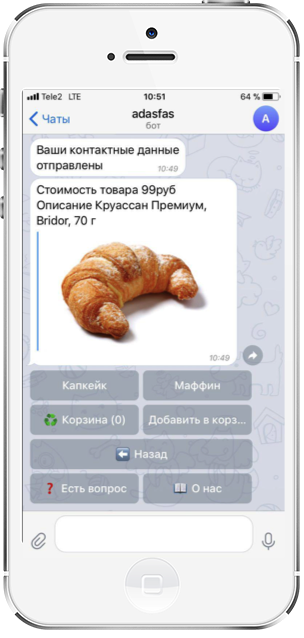 Tele2 LTE 10:51 64 %
Чаты adasfas A
бот
Ваши контактные данные
отправлены
10:49
Стоимость товара 99руб
Описание Круассан Премиум,
Bridor, 70 г
10:49
Капкейк Маффин
Корзина (0) Добавить в корз...
Назад
Есть вопрос О нас